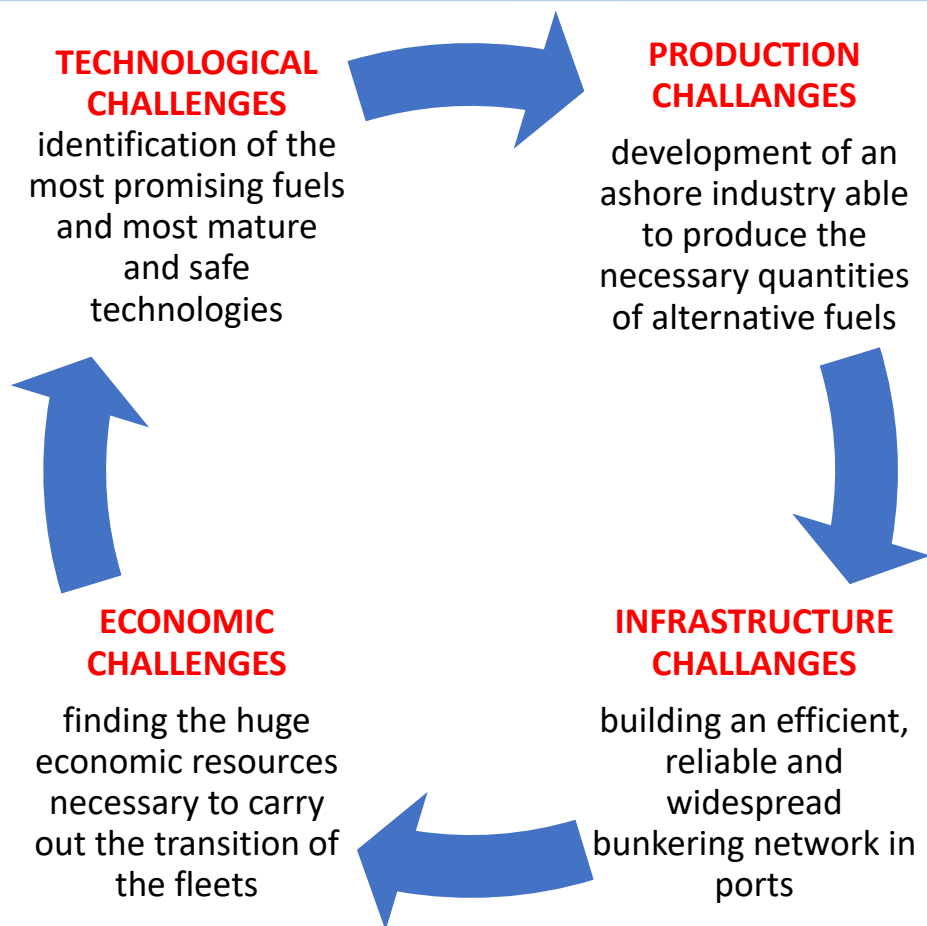 TECHNOLOGICAL
CHALLENGES
identification of the
most promising fuels
and most mature
and safe
technologies
PRODUCTION
CHALLANGES
development of an
ashore industry able
to produce the
necessary quantities
of alternative fuels
INFRASTRUCTURE
CHALLANGES
building an efficient,
reliable and
widespread
bunkering network in
ports
ECONOMIC
CHALLENGES
finding the huge
economic resources
necessary to carry
out the transition of
the fleets